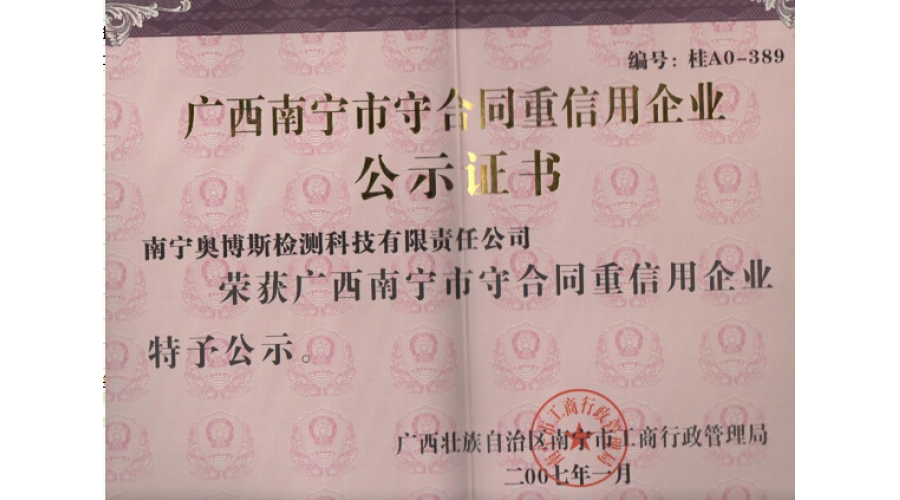 编号：桂A0-389
广西南宁市守合同重信用企业
公示证书
南宁奥博斯检测科技有限责任公司
荣获广西南宁市守合同重信用企业
特予公示。
广西壮族自治区南宁市工商行政管理局
二00七年一月